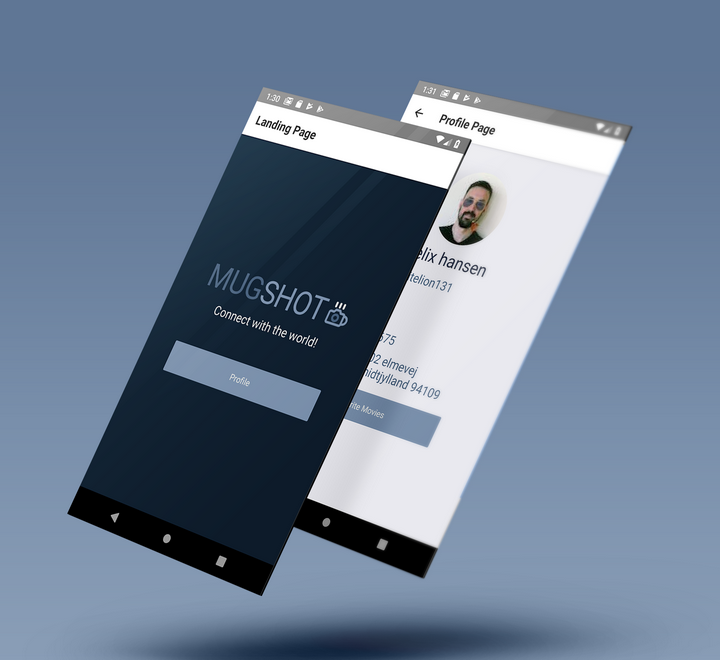 1:30
Landing Page
MUGSHOT
Connect with the world!
Profile
1:31
Profile Page
elix hansen
telion131
575
02 elmevej
midtjylland 94109
Movies